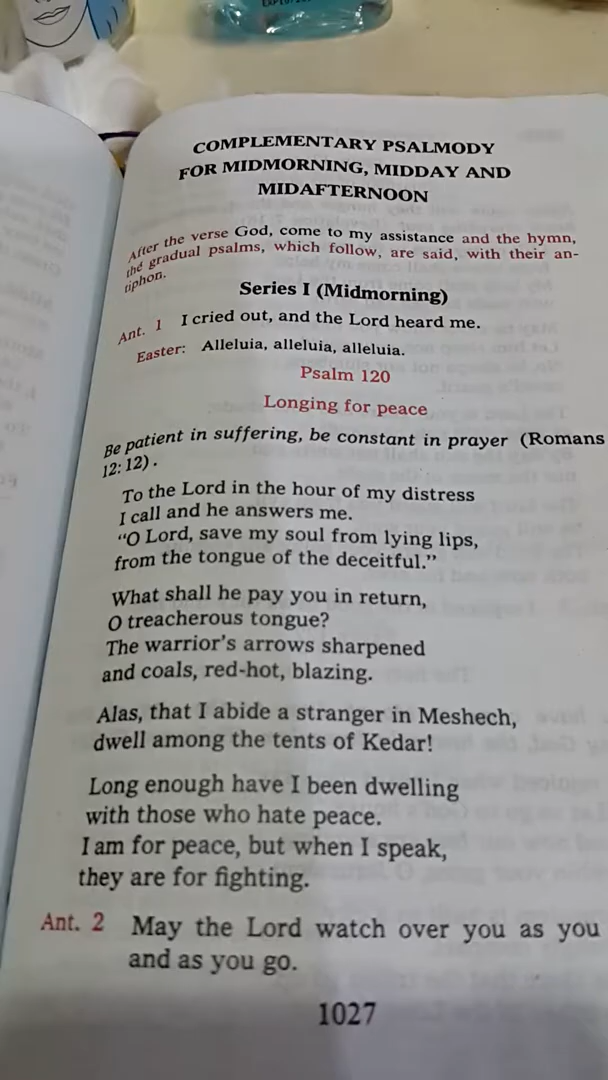 COMPLEMENTARY PSALMODY
FOR MIDMORNING, MIDDAY AND
MIDAFTERNOON
After the verse God, come to my assistance and the hymn,
the gradual psalms, which follow, are said, with their an-
tiphon.
Series I (Midmorning)
Ant. 1 I cried out, and the Lord heard me.
Easter: Alleluia, alleluia, alleluia.
Psalm 120
Longing for peace
Be patient in suffering, be constant in prayer (Romans
12:12).
To the Lord in the hour of my distress
I call and he answers me.
“O Lord, save my soul from lying lips,
from the tongue of the deceitful.”
What shall he pay you in return,
O treacherous tongue?
The warrior's arrows sharpened
and coals, red-hot, blazing.
Alas, that I abide a stranger in Meshech,
dwell among the tents of Kedar!
Long enough have I been dwelling
with those who hate peace.
I am for peace, but when I speak,
they are for fighting.
Ant. 2 May the Lord watch over you as you
and as you go.
1027